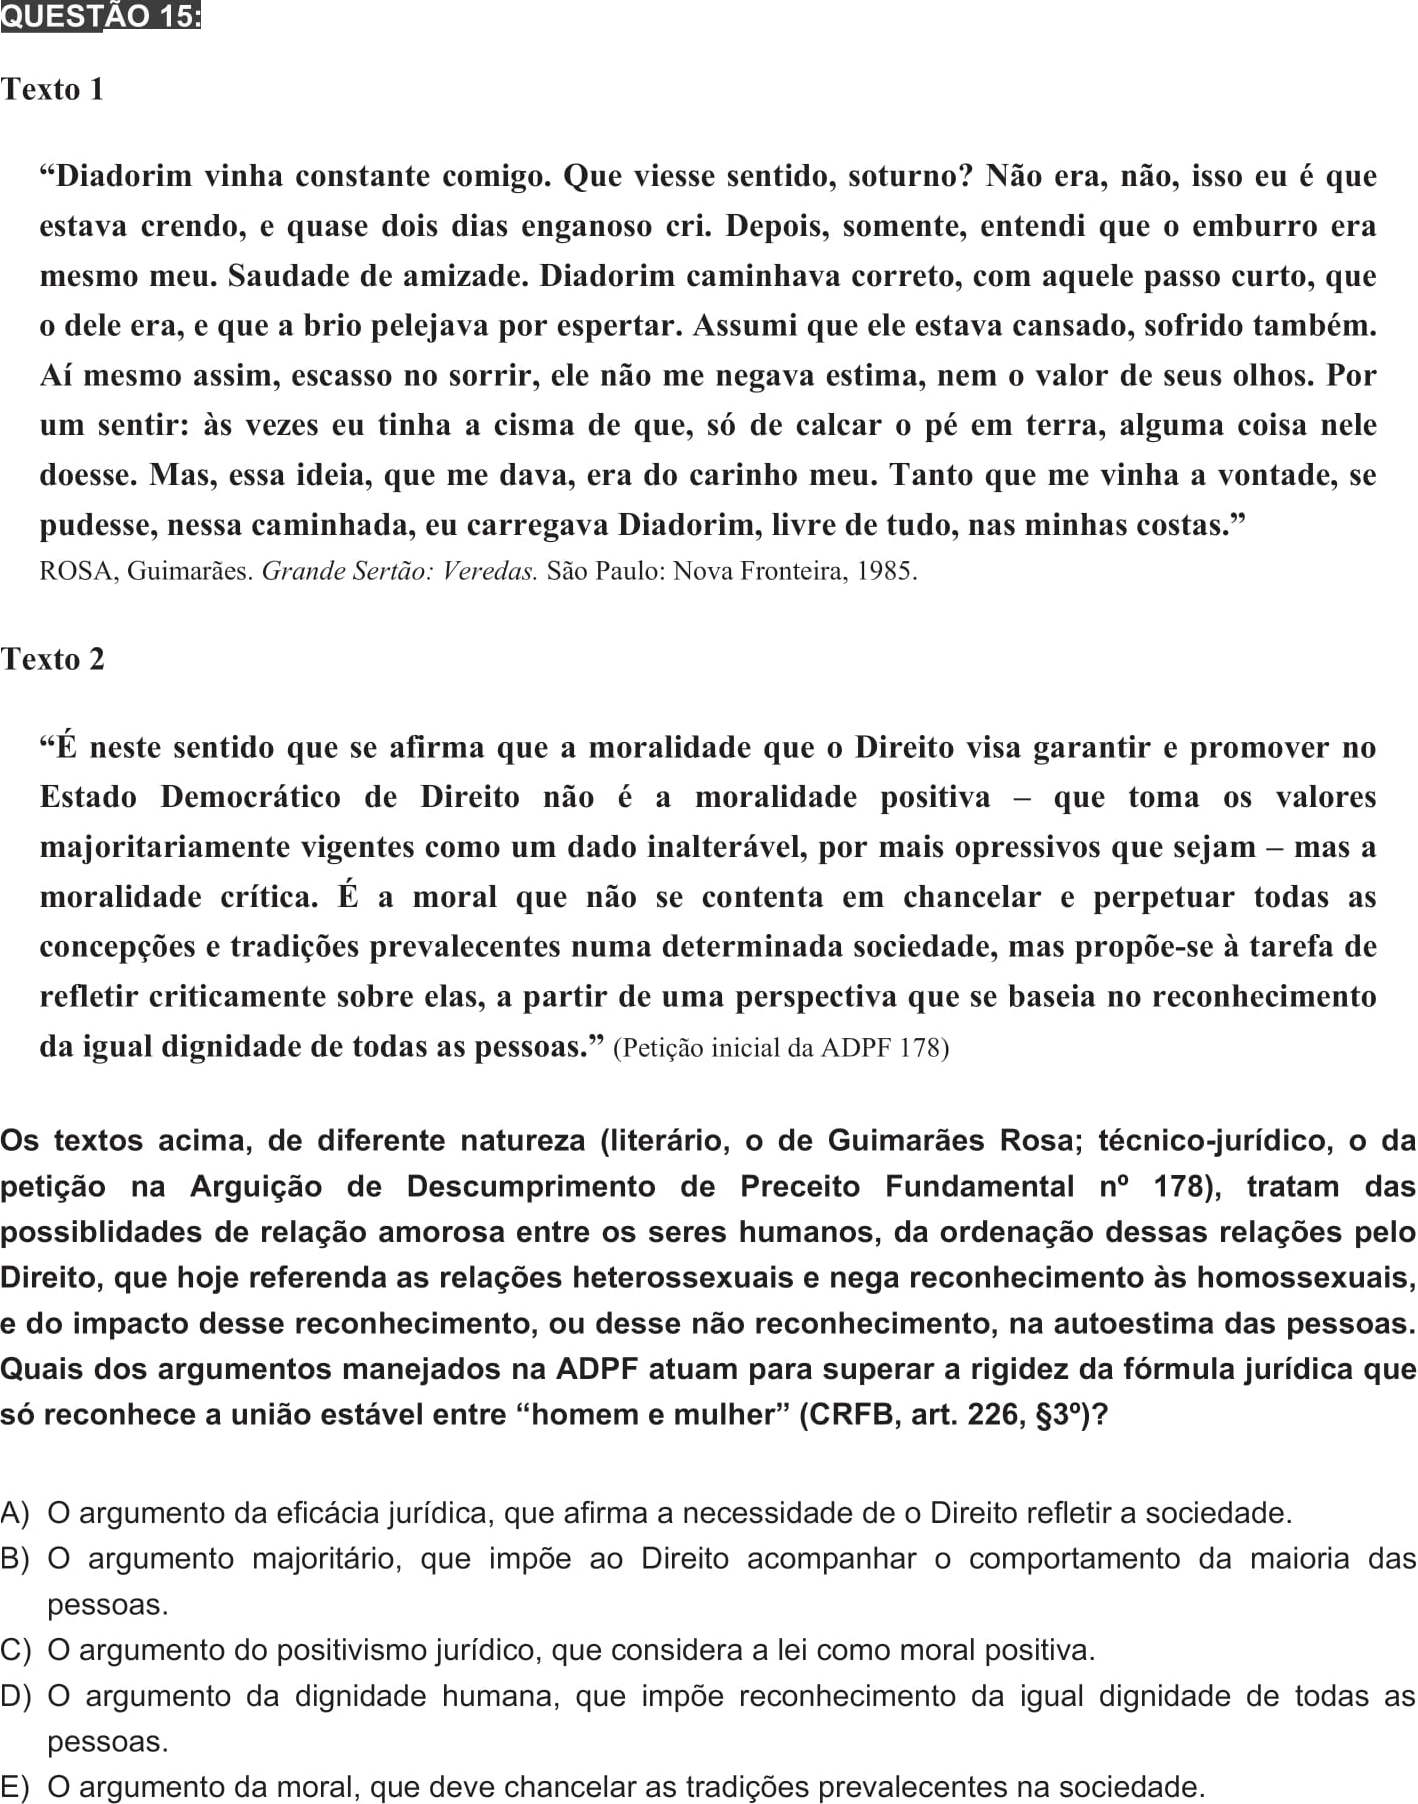 QUESTÃO 15:
Texto 1
“Diadorim vinha constante comigo. Que viesse sentido, soturno? Não era, não, isso eu é que
estava crendo, e quase dois dias enganoso cri. Depois, somente, entendi que o emburro era
mesmo meu. Saudade de amizade. Diadorim caminhava correto, com aquele passo curto, que
o dele era, e que a brio pelejava por espertar. Assumi que ele estava cansado, sofrido também.
Aí mesmo assim, escasso no sorrir, ele não me negava estima, nem o valor de seus olhos. Por
um sentir: às vezes eu tinha a cisma de que, só de calcar o pé em terra, alguma coisa nele
doesse. Mas, essa ideia, que me dava, era do carinho meu. Tanto que me vinha a vontade, se
pudesse, nessa caminhada, eu carregava Diadorim, livre de tudo, nas minhas costas.”
ROSA, Guimarães. Grande Sertão: Veredas. São Paulo: Nova Fronteira, 1985.
Texto 2
“É neste sentido que se afirma que a moralidade que o Direito visa garantir e promover no
Estado Democrático de Direito não é a moralidade positiva – que toma os valores
majoritariamente vigentes como um dado inalterável, por mais opressivos que sejam – mas a
moralidade crítica. É a moral que não se contenta em chancelar e perpetuar todas as
concepções e tradições prevalecentes numa determinada sociedade, mas propõe-se à tarefa de
refletir criticamente sobre elas, a partir de uma perspectiva que se baseia no reconhecimento
da igual dignidade de todas as pessoas.” (Petição inicial da ADPF 178)
Os textos acima, de diferente natureza (literário, o de Guimarães Rosa; técnico-jurídico, o da
petição na Arguição de Descumprimento de Preceito Fundamental nº 178), tratam das
possiblidades de relação amorosa entre os seres humanos, da ordenação dessas relações pelo
Direito, que hoje referenda as relações heterossexuais e nega reconhecimento às homossexuais,
e do impacto desse reconhecimento, ou desse não reconhecimento, na autoestima das pessoas.
Quais dos argumentos manejados na ADPF atuam para superar a rigidez da fórmula jurídica que
só reconhece a união estável entre “homem e mulher” (CRFB, art. 226, §3º)?
A) O argumento da eficácia jurídica, que afirma a necessidade de o Direito refletir a sociedade.
B) O argumento majoritário, que impõe ao Direito acompanhar o comportamento da maioria das
pessoas.
C) O argumento do positivismo jurídico, que considera a lei como moral positiva.
D) O argumento da dignidade humana, que impõe reconhecimento da igual dignidade de todas as
pessoas.
E) O argumento da moral, que deve chancelar as tradições prevalecentes na sociedade.